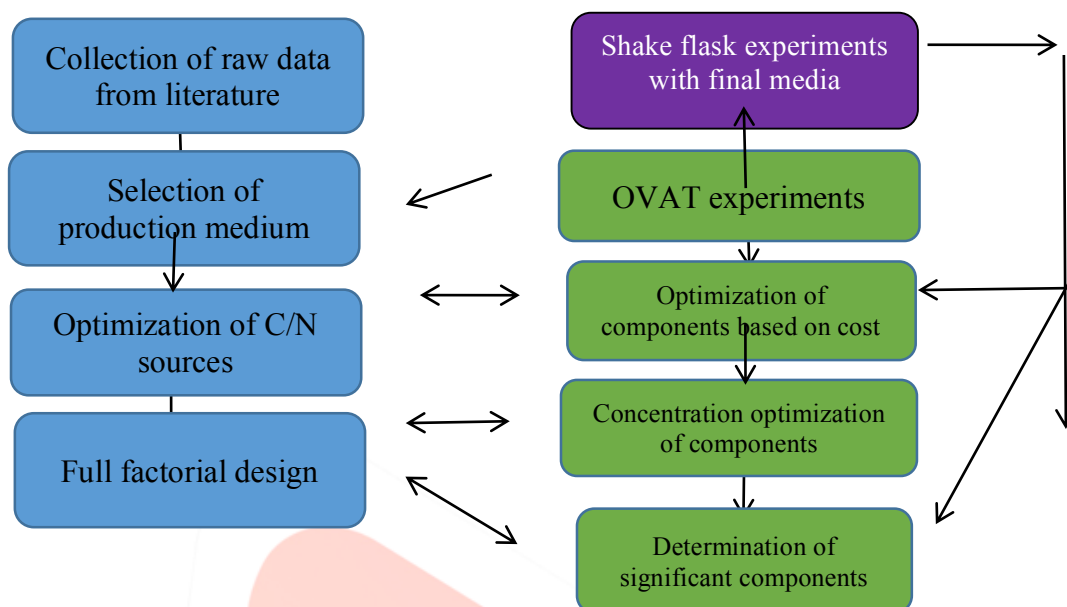 Collection of raw data
from literature
Selection of
production medium
Optimization of C/N
sources
Full factorial design
Shake flask experiments
with final media
OVAT experiments
Optimization of
components based on cost
Concentration optimization
of components
Determination of
significant components